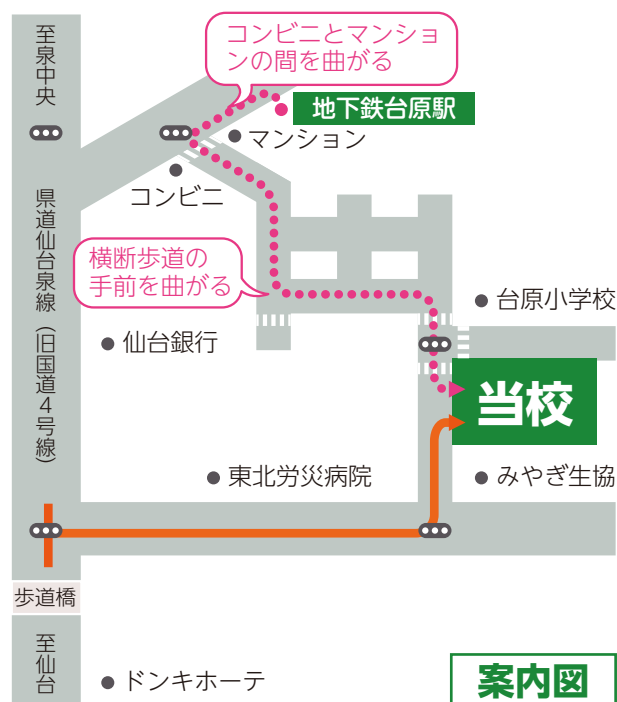 至泉中央
コンビニとマンショ
ンの間を曲がる
地下鉄台原駅
マンション
コンビニ
県道仙台泉線（旧国道4号線）
横断歩道の
手前を曲がる
台原小学校
仙台銀行
当校
東北労災病院
みやぎ生協
歩道橋
至仙台
ドンキホーテ
案内図